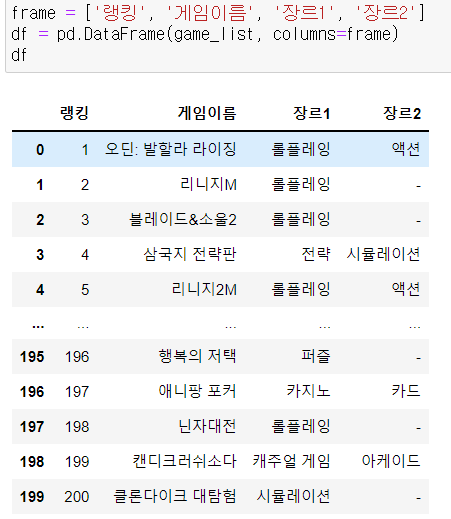 frame = ['랭킹', '게임이름', '장르1', '장르2']
df = pd.DataFrame(game_list, columns=frame)
df
랭킹 게임이름 장르1 장르2
0 1 오딘: 발할라 라이징 롤플레잉 액션
1 2 리니지M 롤플레잉 -
2 3 블레이드&소울2 롤플레잉 -
3 4 삼국지 전략판 전략 시뮬레이션
4 5 리니지2M 롤플레잉 액션
... ... ... ... ...
195 196 행복의 저택 퍼즐 -
196 197 애니팡 포커 카지노 카드
197 198 닌자대전 롤플레잉 -
198 199 캔디크러쉬소다 캐주얼 게임 아케이드
199 200 클론다이크 대탐험 시뮬레이션 -